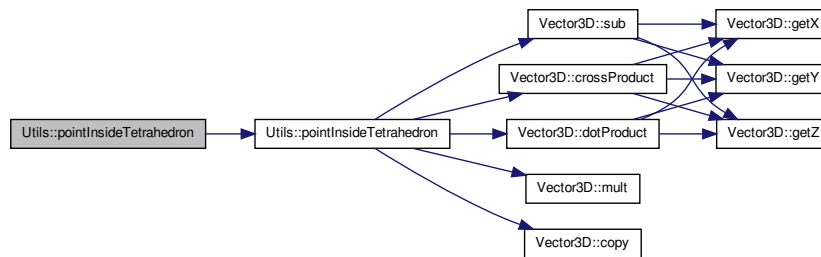 Utils::pointInsideTetrahedron
Utils::pointInsideTetrahedron
Vector3D::sub
Vector3D::crossProduct
Vector3D::dotProduct
Vector3D::mult
Vector3D::copy
Vector3D::getX
Vector3D::getY
Vector3D::getZ